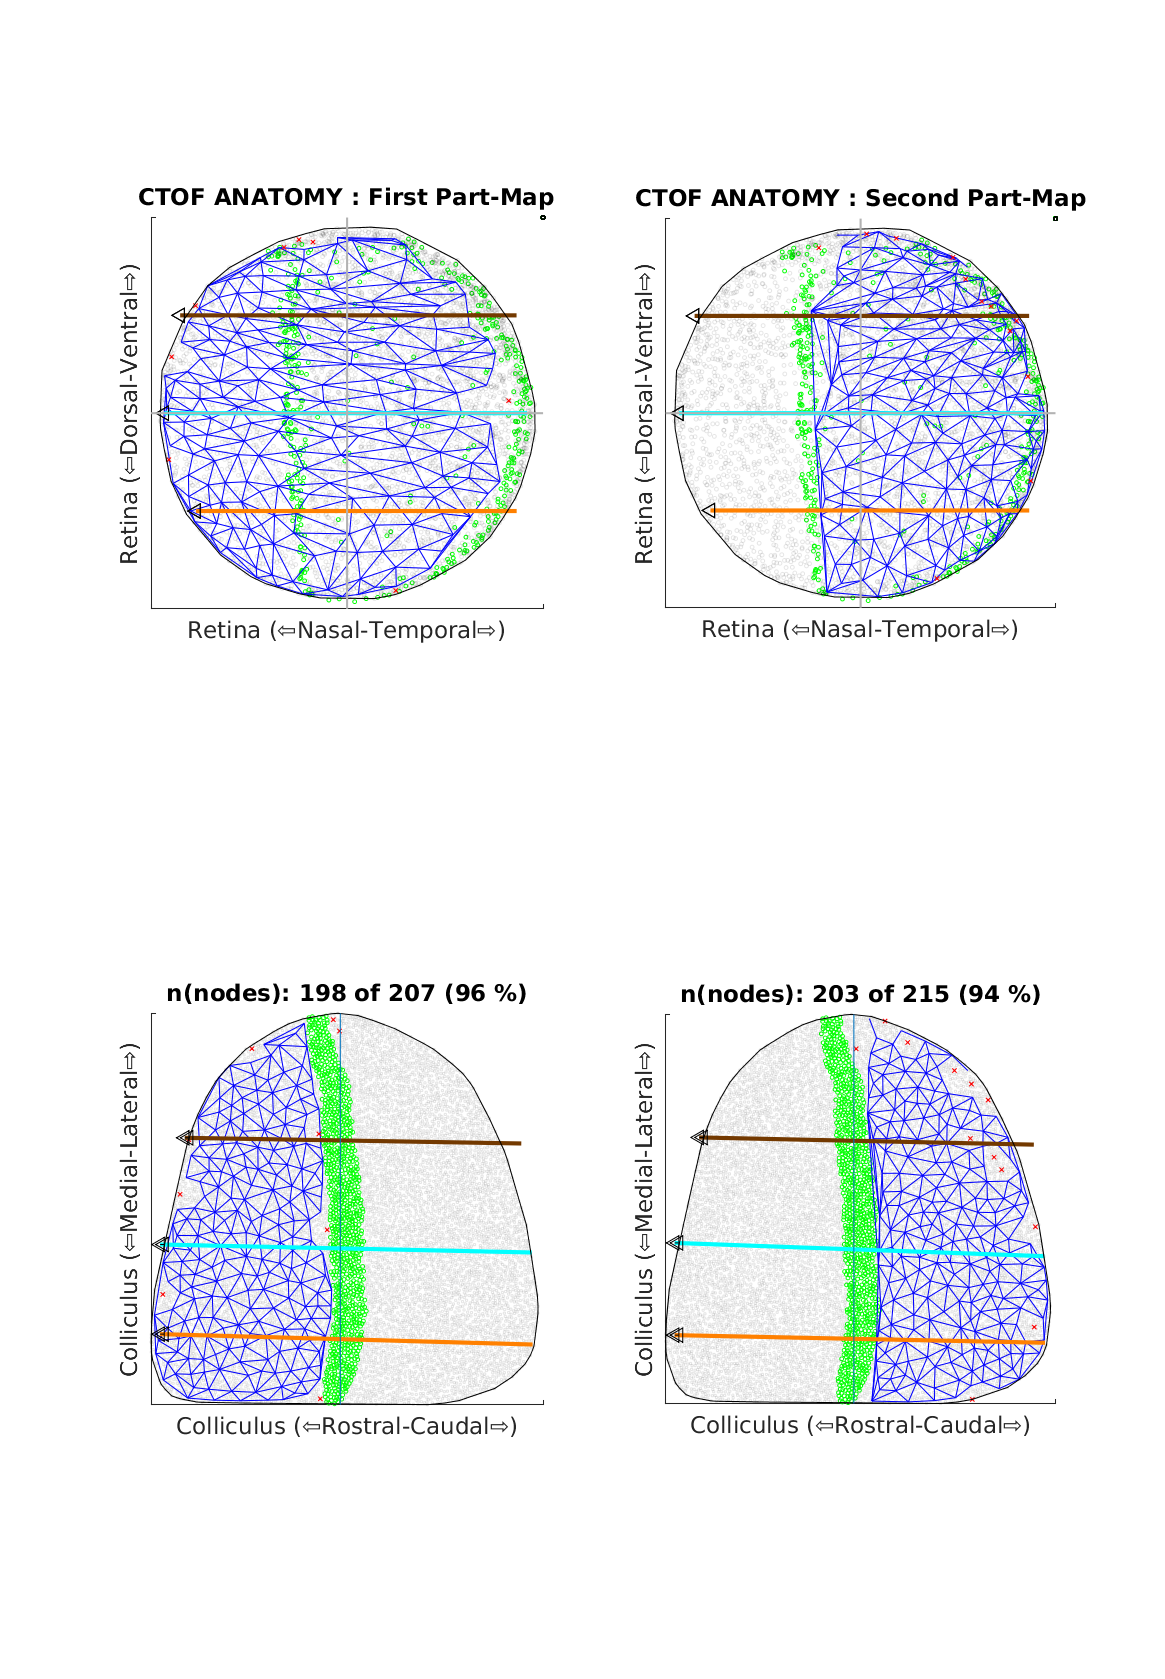 CTOF ANATOMY : First Part-Map
CTOF ANATOMY : Second Part-Map
Retina (⇦Dorsal-Ventral⇨)
Retina (⇦Dorsal-Ventral⇨)
Retina (⇦Nasal-Temporal⇨)
Retina (⇦Nasal-Temporal⇨)
n(nodes): 198 of 207 (96 %)
n(nodes): 203 of 215 (94 %)
Colliculus (⇦Medial-Lateral⇨)
Colliculus (⇦Medial-Lateral⇨)
Colliculus (⇦Rostral-Caudal⇨)
Colliculus (⇦Rostral-Caudal⇨)